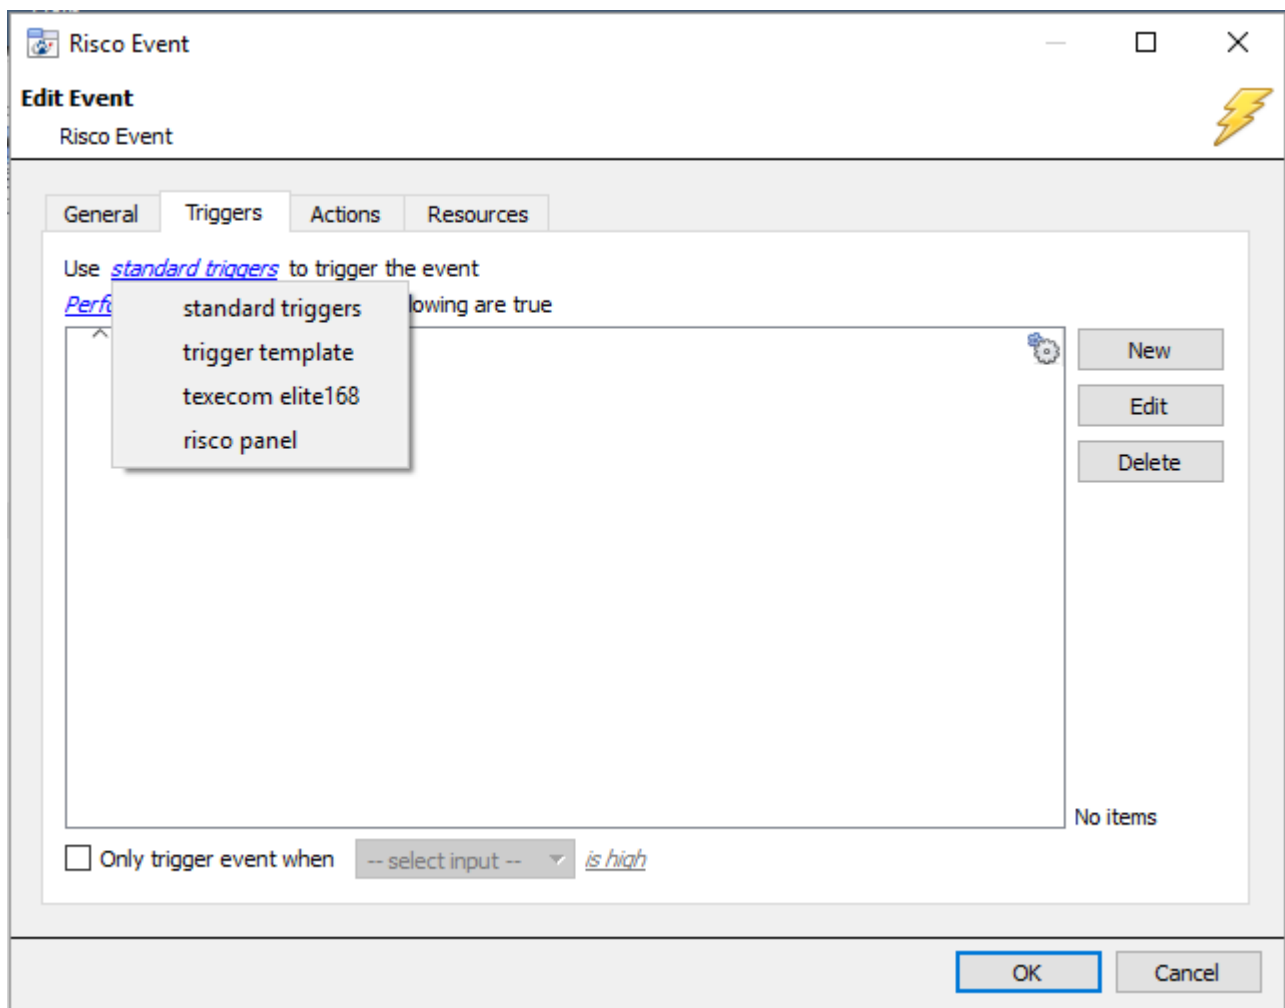 Risco Event
Edit Event
Risco Event
General Triggers Actions Resources
Use standard triggers to trigger the event
standard triggers
trigger template
texecom elite168
risco panel
are true
New
Edit
Delete
No items
Only trigger event when -- select input -- is high
OK Cancel